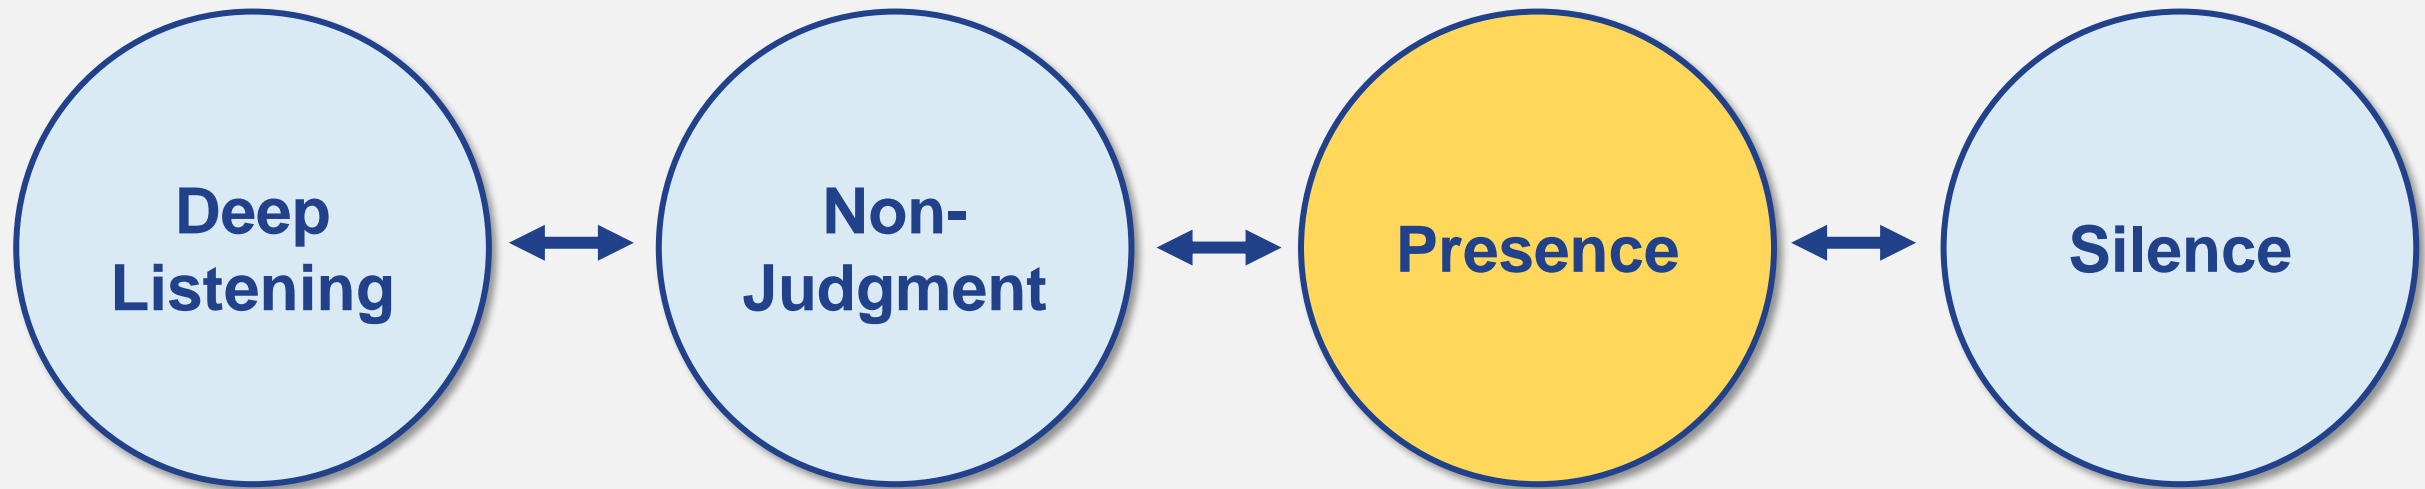 Deep
Listening
Non-
Judgment
Presence
Silence